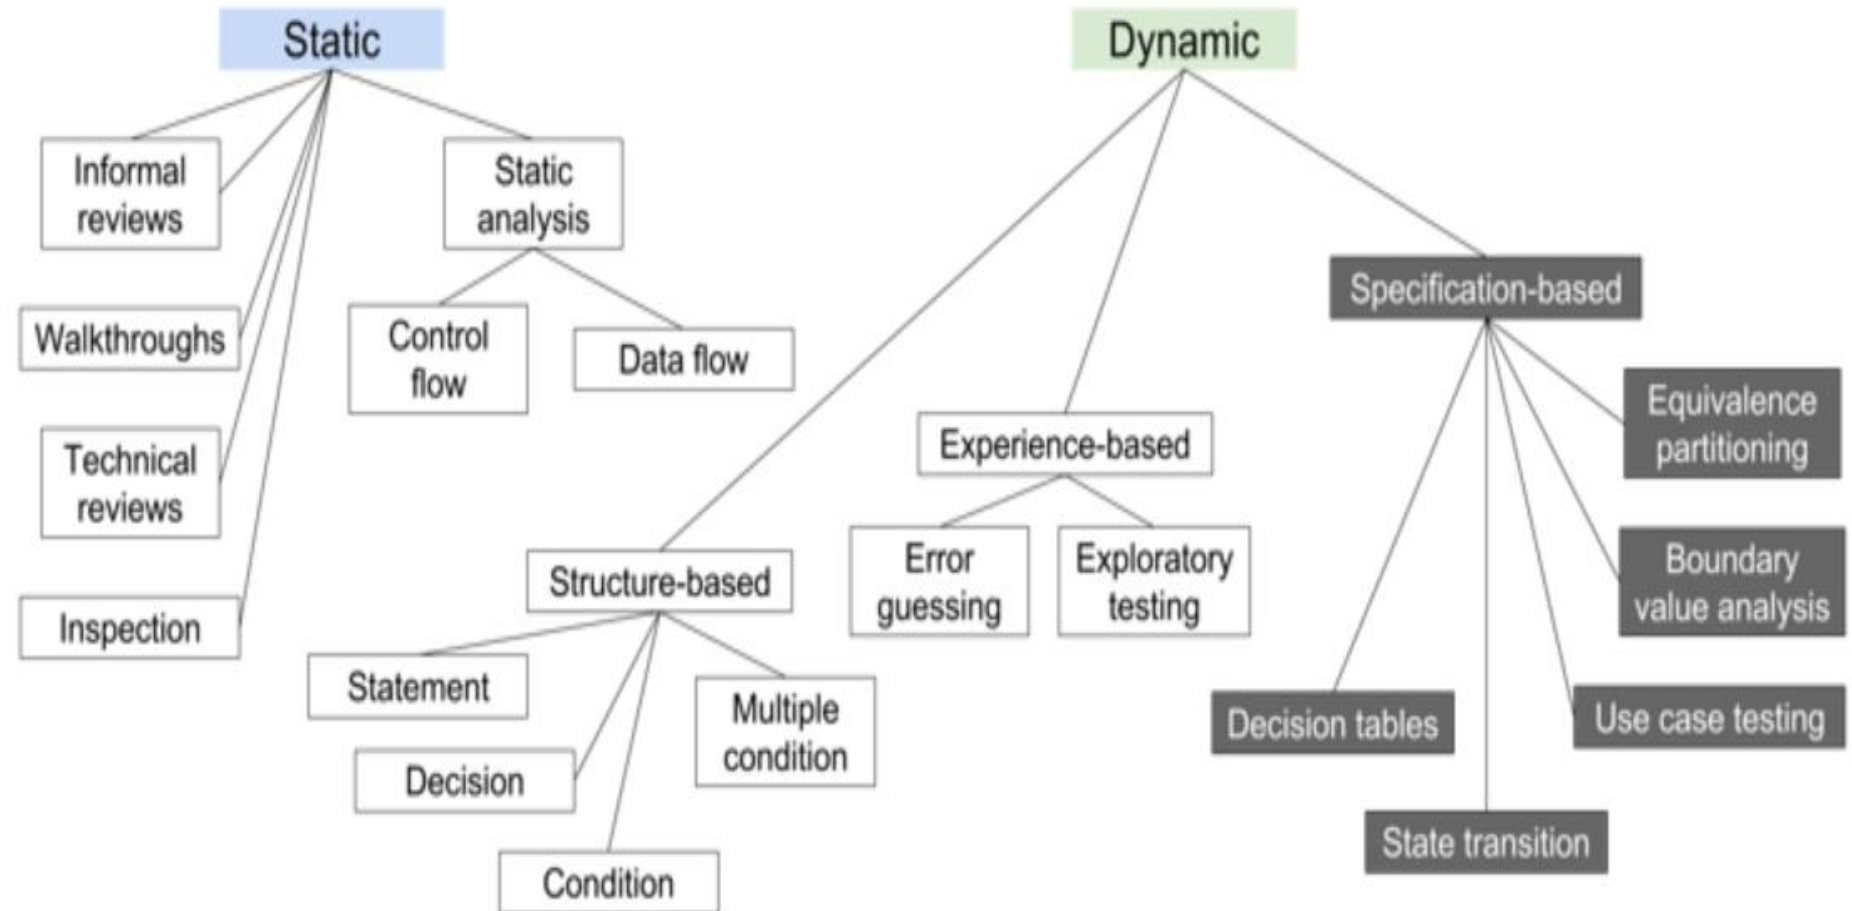 Static
Dynamic
Informal
reviews
Static
analysis
Walkthroughs
Control
flow
Data flow
Technical
reviews
Inspection
Structure-based
Statement
Decision
Condition
Multiple
condition
Experience-based
Error
guessing
Exploratory
testing
Specification-based
Equivalence
partitioning
Boundary
value analysis
Use case testing
Decision tables
State transition